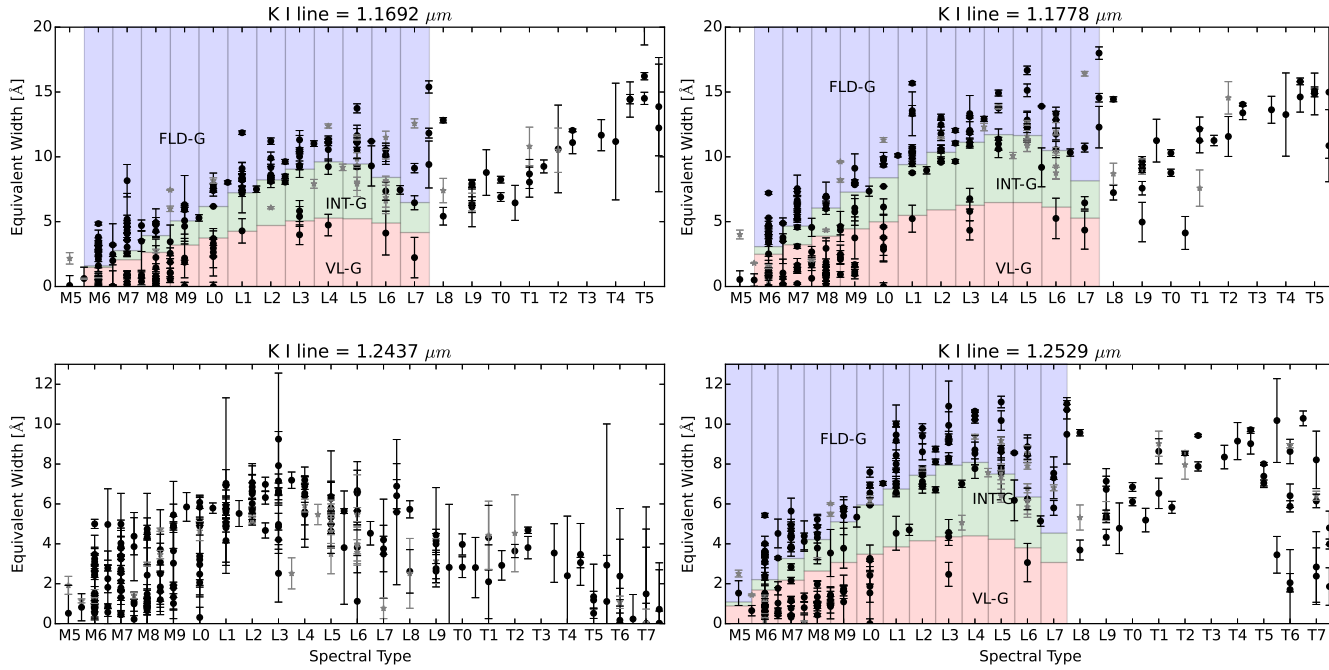 K I line = 1.1692 μm
20
15
10
5
0
Equivalent Width [Å]
FLD-G
INT-G
VL-G
M5 M6 M7 M8 M9 L0 L1 L2 L3 L4 L5 L6 L7 L8 L9 T0 T1 T2 T3 T4 T5
K I line = 1.1778 μm
20
15
10
5
0
Equivalent Width [Å]
FLD-G
INT-G
VL-G
M5 M6 M7 M8 M9 L0 L1 L2 L3 L4 L5 L6 L7 L8 L9 T0 T1 T2 T3 T4 T5
K I line = 1.2437 μm
12
10
8
6
4
2
0
Equivalent Width [Å]
M5 M6 M7 M8 M9 L0 L1 L2 L3 L4 L5 L6 L7 L8 L9 T0 T1 T2 T3 T4 T5 T6 T7
Spectral Type
K I line = 1.2529 μm
12
10
8
6
4
2
0
Equivalent Width [Å]
FLD-G
INT-G
VL-G
M5 M6 M7 M8 M9 L0 L1 L2 L3 L4 L5 L6 L7 L8 L9 T0 T1 T2 T3 T4 T5 T6 T7
Spectral Type